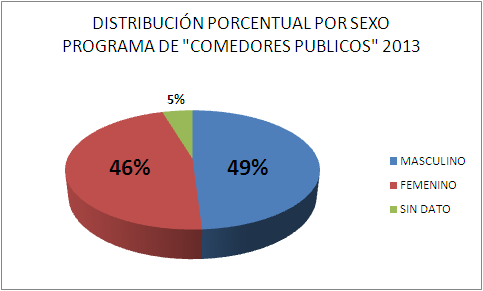 DISTRIBUCIÓN PORCENTUAL POR SEXO
PROGRAMA DE "COMEDORES PUBLICOS" 2013
5%
46%
49%
MASCULINO
FEMENINO
SIN DATO